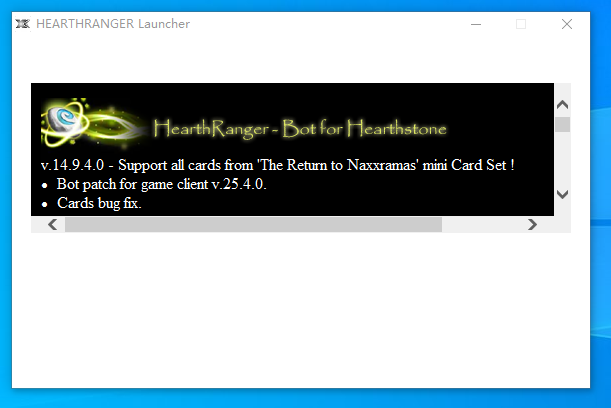 HEARTHRANGER Launcher
HearthRanger - Bot for Hearthstone
v.14.9.4.0 - Support all cards from 'The Return to Naxxramas' mini Card Set !
• Bot patch for game client v.25.4.0.
• Cards bug fix.